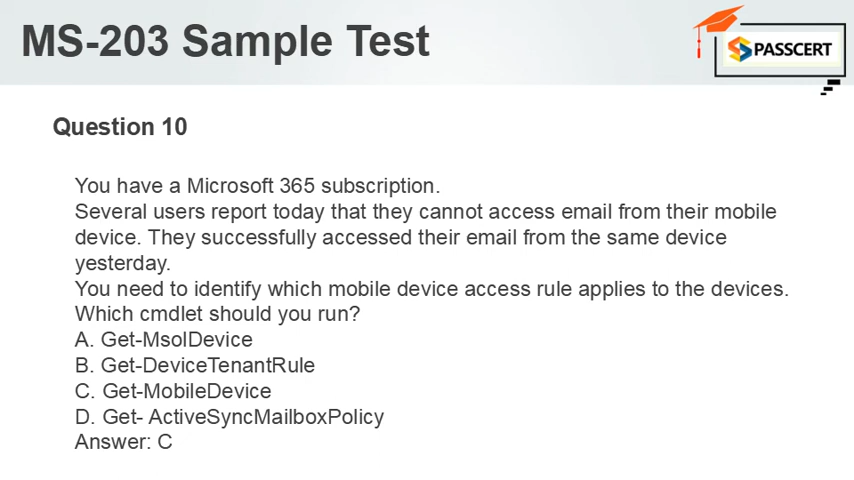 MS-203 Sample Test
PASSCERT
Question 10
You have a Microsoft 365 subscription.
Several users report today that they cannot access email from their mobile
device. They successfully accessed their email from the same device
yesterday.
You need to identify which mobile device access rule applies to the devices.
Which cmdlet should you run?
A. Get-MsolDevice
B. Get-DeviceTenantRule
C. Get-MobileDevice
D. Get- ActiveSyncMailboxPolicy
Answer: C